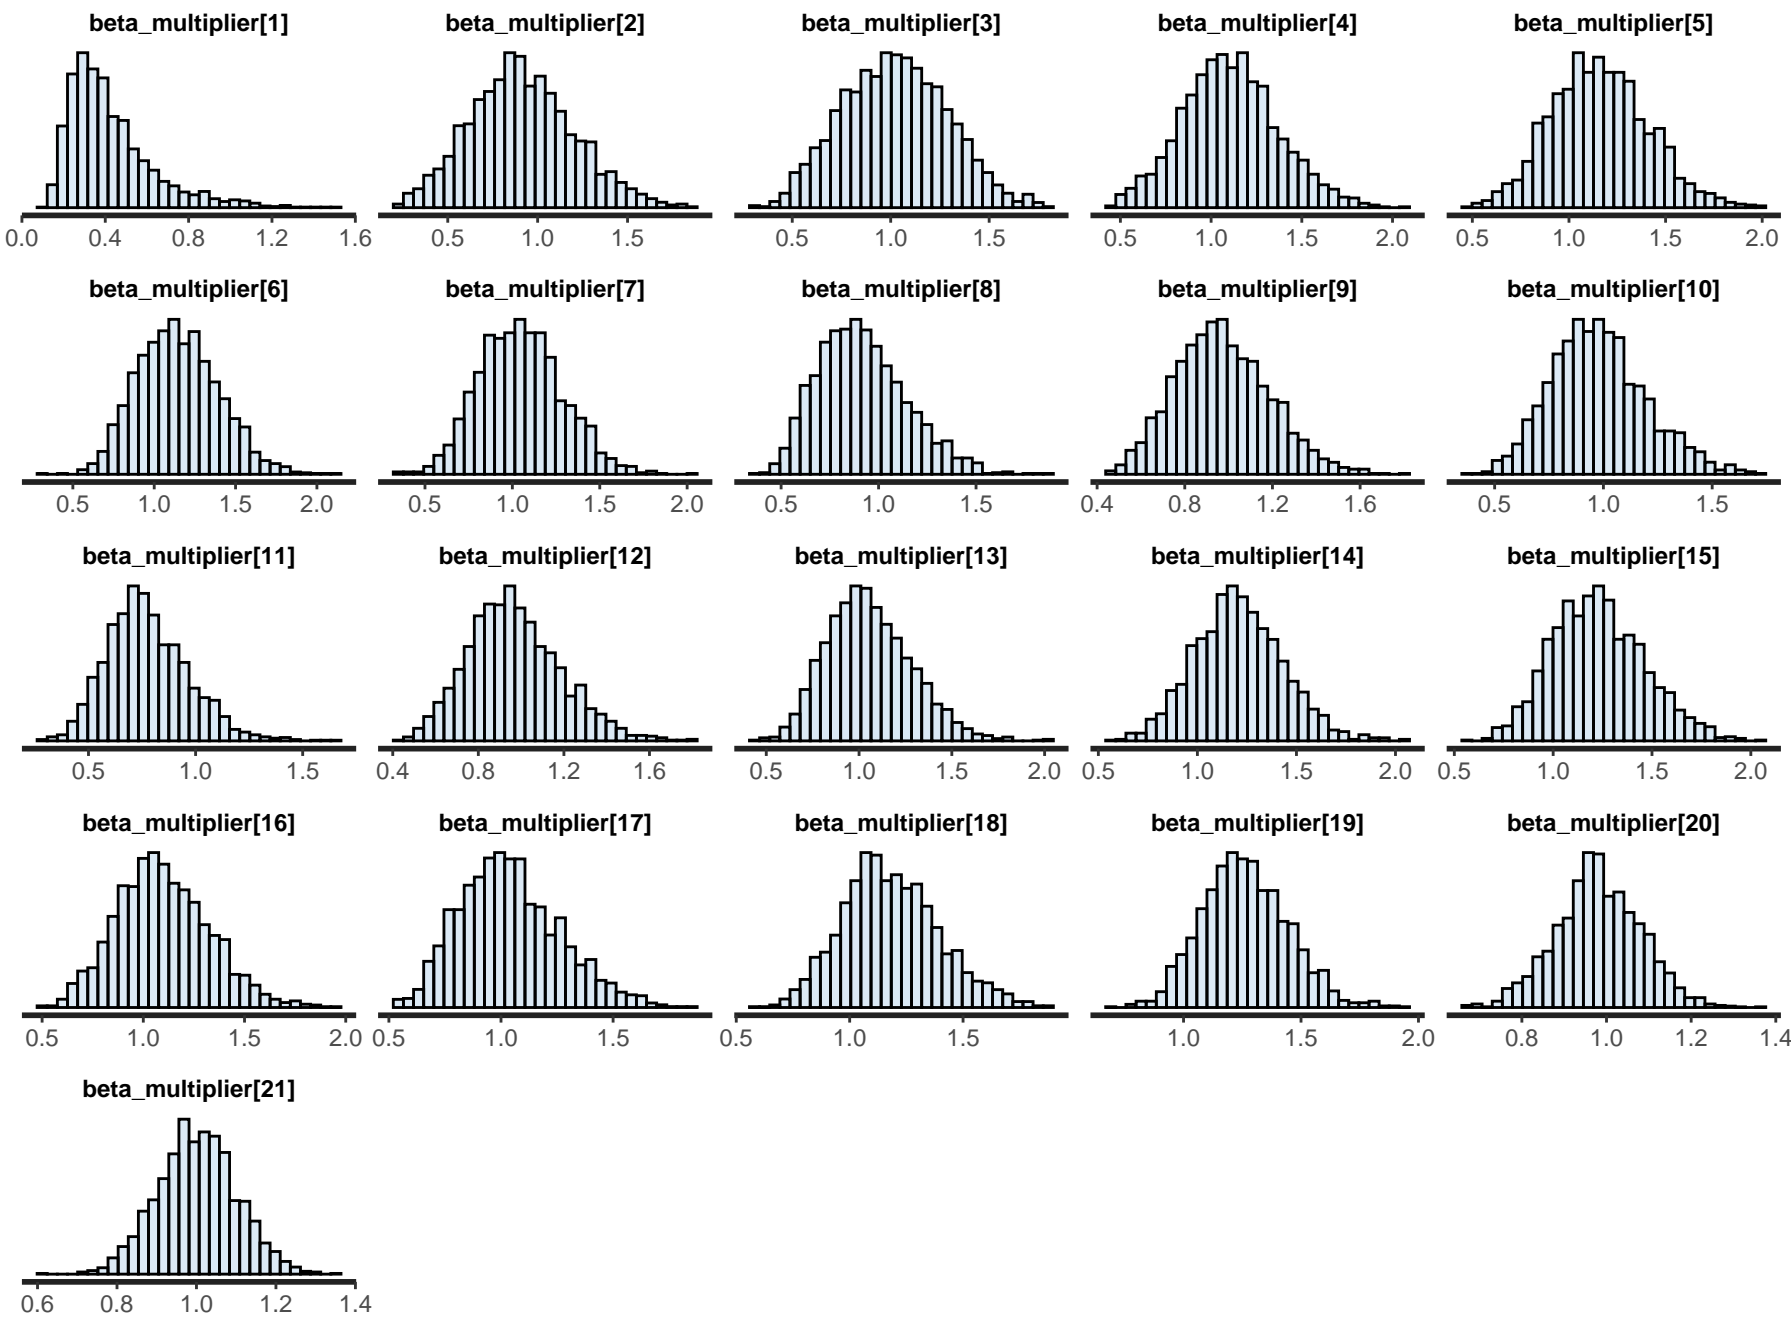 beta_multiplier[1] beta_multiplier[2] beta_multiplier[3] beta_multiplier[4] beta_multiplier[5]
0.0 0.4 0.8 1.2 1.6 0.5 1.0 1.5 0.5 1.0 1.5 0.5 1.0 1.5 2.0 0.5 1.0 1.5 2.0
beta_multiplier[6] beta_multiplier[7] beta_multiplier[8] beta_multiplier[9] beta_multiplier[10]
0.5 1.0 1.5 2.0 0.5 1.0 1.5 2.0 0.5 1.0 1.5 0.4 0.8 1.2 1.6 0.5 1.0 1.5
beta_multiplier[11] beta_multiplier[12] beta_multiplier[13] beta_multiplier[14] beta_multiplier[15]
0.5 1.0 1.5 0.4 0.8 1.2 1.6 0.5 1.0 1.5 2.0 0.5 1.0 1.5 2.0 0.5 1.0 1.5 2.0
beta_multiplier[16] beta_multiplier[17] beta_multiplier[18] beta_multiplier[19] beta_multiplier[20]
0.5 1.0 1.5 2.0 0.5 1.0 1.5 0.5 1.0 1.5 1.0 1.5 2.0 0.8 1.0 1.2 1.4
beta_multiplier[21]
0.6 0.8 1.0 1.2 1.4